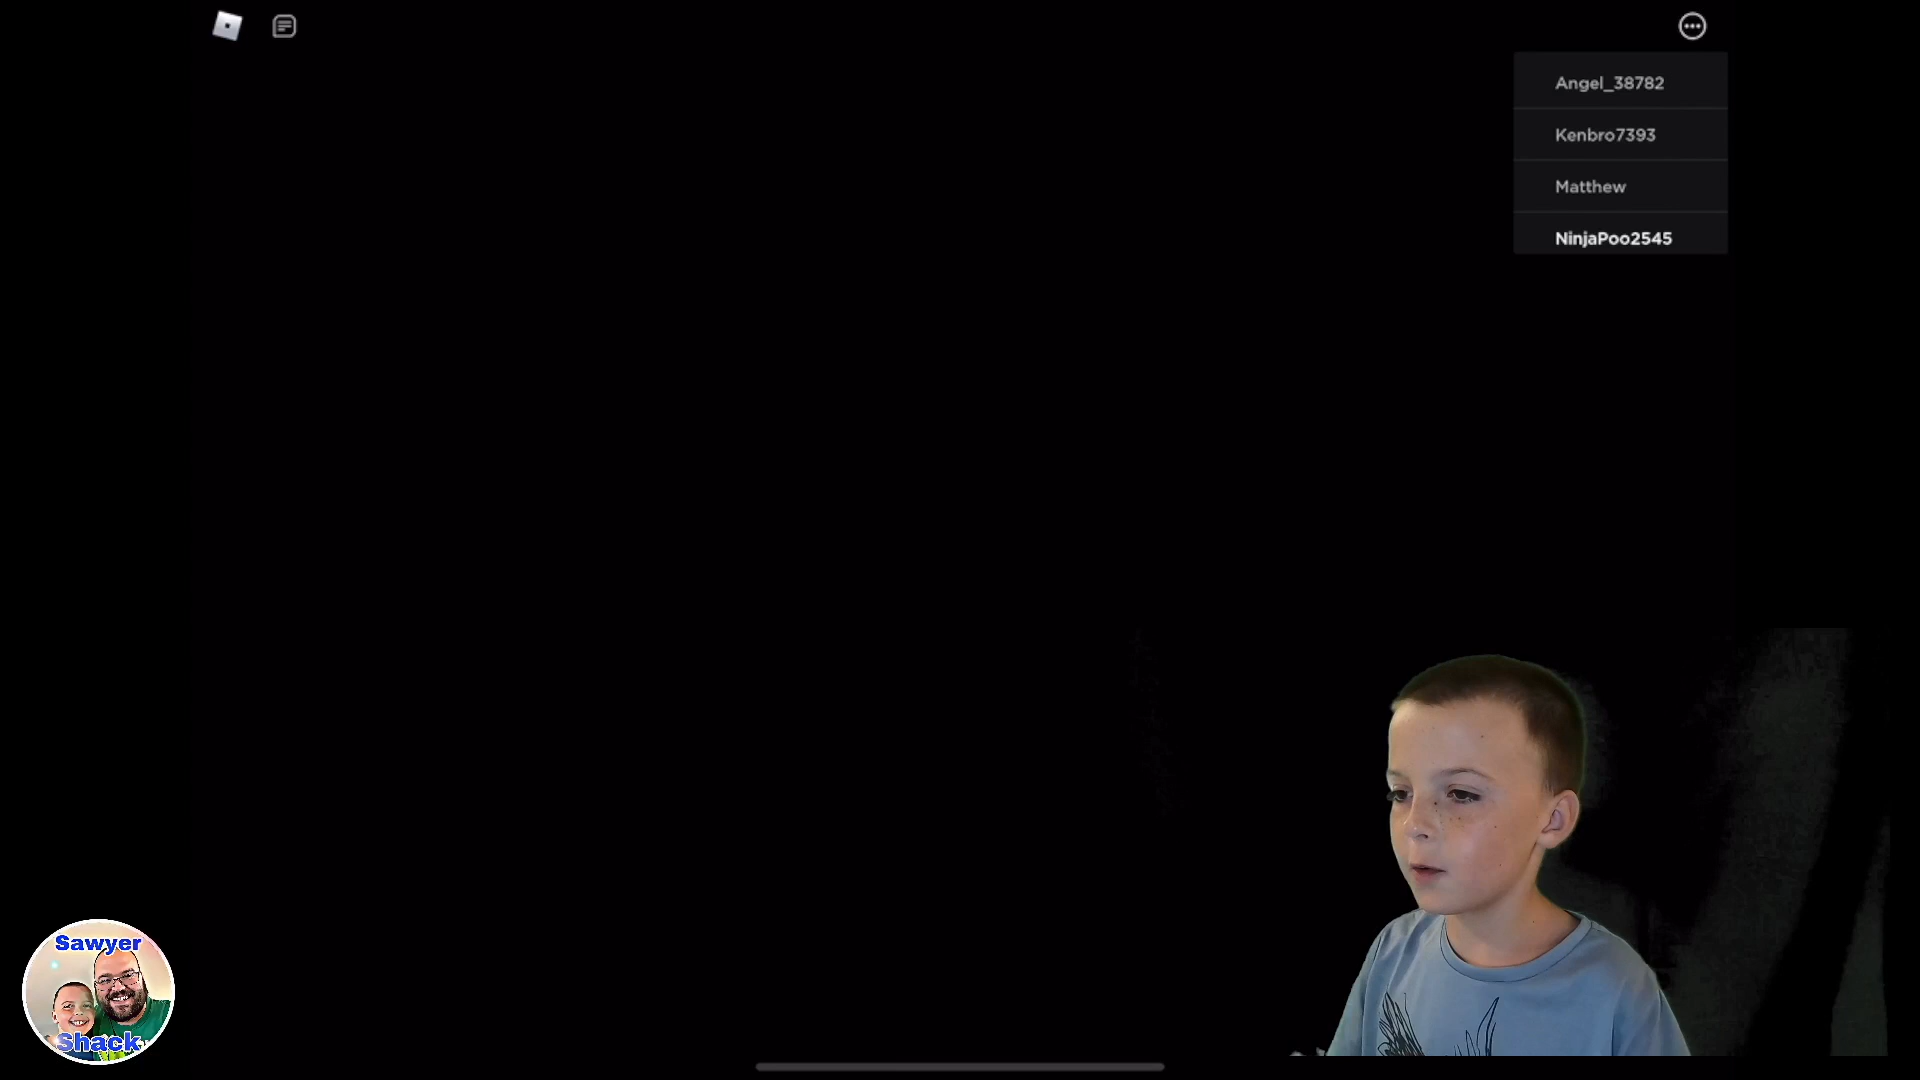 Angel_38782
Kenbro7393
Matthew
NinjaPoo2545
Sawyer
Shack